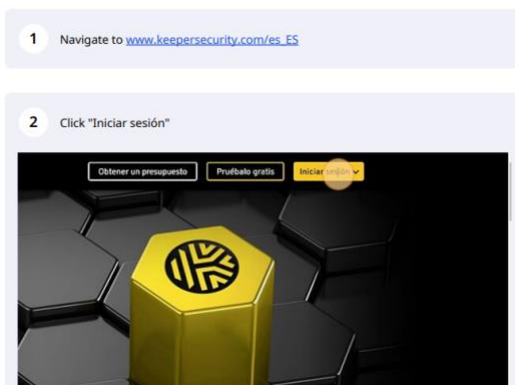 1 Navigate to www.keepersecurity.com/es_ES
2 Click "Iniciar sesión"
Obtener un presupuesto Pruébalo gratis Iniciar sesión